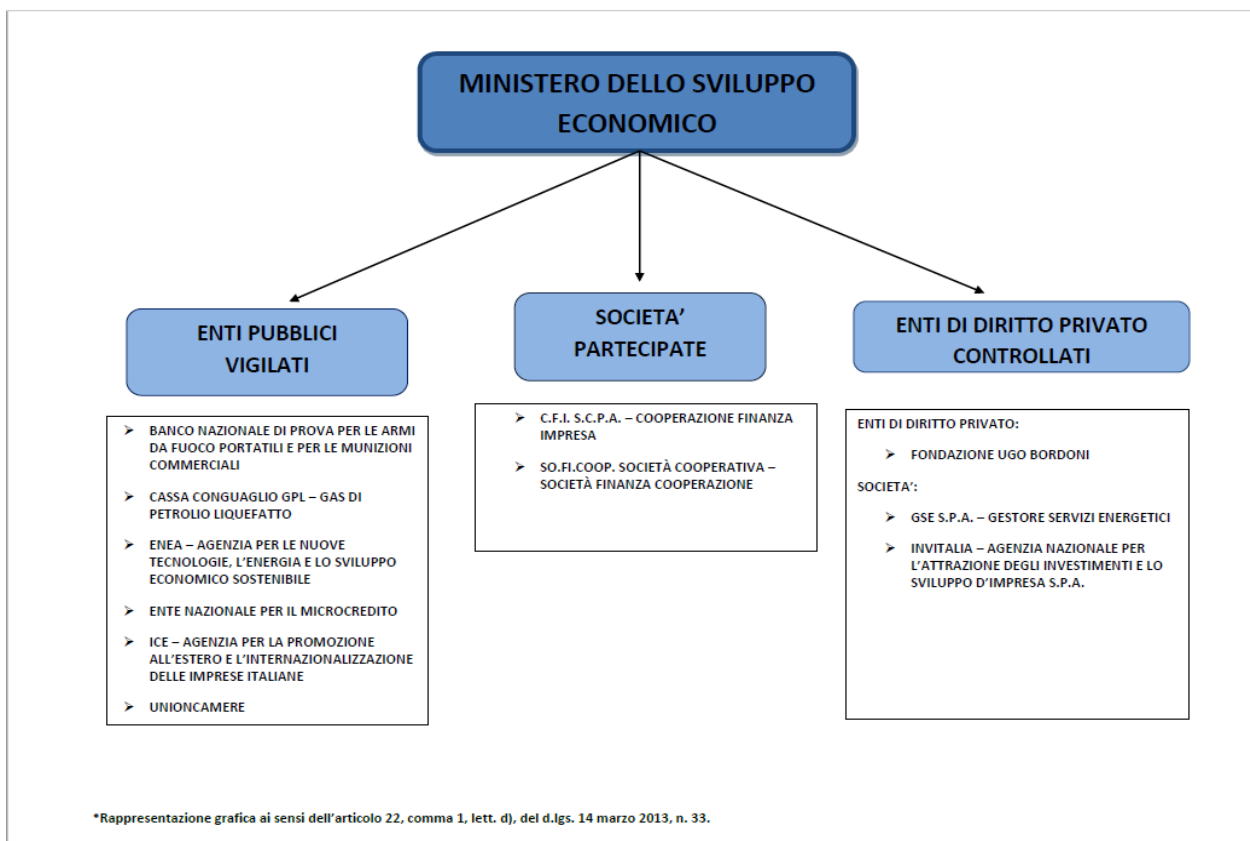 MINISTERO DELLO SVILUPPO
ECONOMICO
ENTI PUBBLICI
VIGILATI
➢ BANCO NAZIONALE DI PROVA PER LE ARMI
DA FUOCO PORTATILI E PER LE MUNIZIONI
COMMERCIALI
➢ CASSA CONGUAGLIO GPL – GAS DI
PETROLIO LIQUEFATTO
➢ ENEA – AGENZIA PER LE NUOVE
TECNOLOGIE, L’ENERGIA E LO SVILUPPO
ECONOMICO SOSTENIBILE
➢ ENTE NAZIONALE PER IL MICROCREDITO
➢ ICE – AGENZIA PER LA PROMOZIONE
ALL’ESTERO E L’INTERNAZIONALIZZAZIONE
DELLE IMPRESE ITALIANE
➢ UNIONCAMERE
SOCIETA’
PARTECIPATE
➢ C.F.I. S.C.P.A. – COOPERAZIONE FINANZA
IMPRESA
➢ SO.FI.COOP. SOCIETÀ COOPERATIVA –
SOCIETÀ FINANZA COOPERAZIONE
ENTI DI DIRITTO PRIVATO
CONTROLLATI
ENTI DI DIRITTO PRIVATO:
➢ FONDAZIONE UGO BORDONI
SOCIETA’:
➢ GSE S.P.A. – GESTORE SERVIZI ENERGETICI
➢ INVITALIA – AGENZIA NAZIONALE PER
L’ATTRAZIONE DEGLI INVESTIMENTI E LO
SVILUPPO D’IMPRESA S.P.A.
*Rappresentazione grafica ai sensi dell’articolo 22, comma 1, lett. d), del d.lgs. 14 marzo 2013, n. 33.